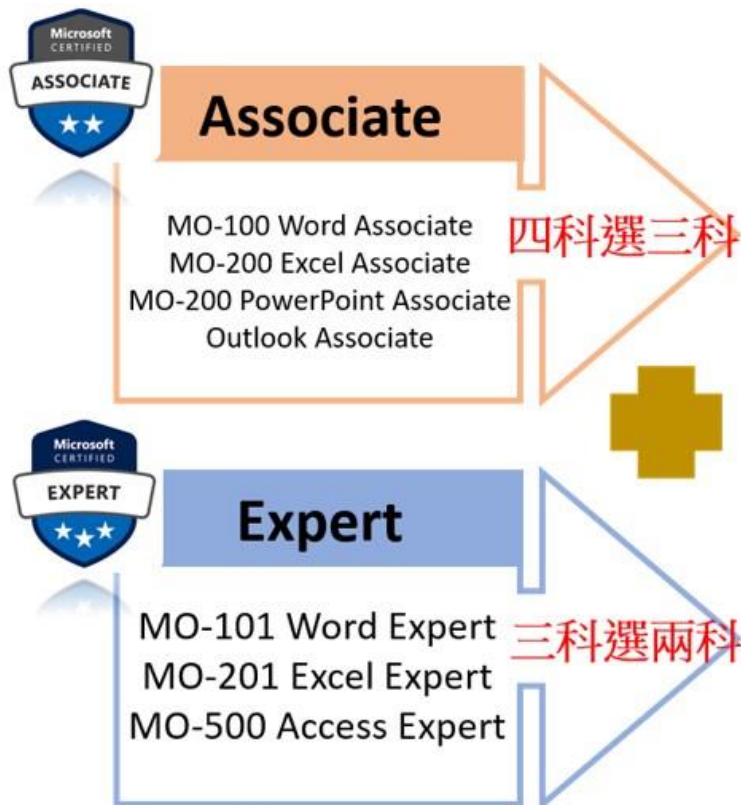 Microsoft
CERTIFIED
ASSOCIATE
Associate
MO-100 Word Associate
MO-200 Excel Associate
MO-200 PowerPoint Associate
Outlook Associate
四科選三科
Microsoft
CERTIFIED
EXPERT
Expert
MO-101 Word Expert
MO-201 Excel Expert
MO-500 Access Expert
三科選兩科